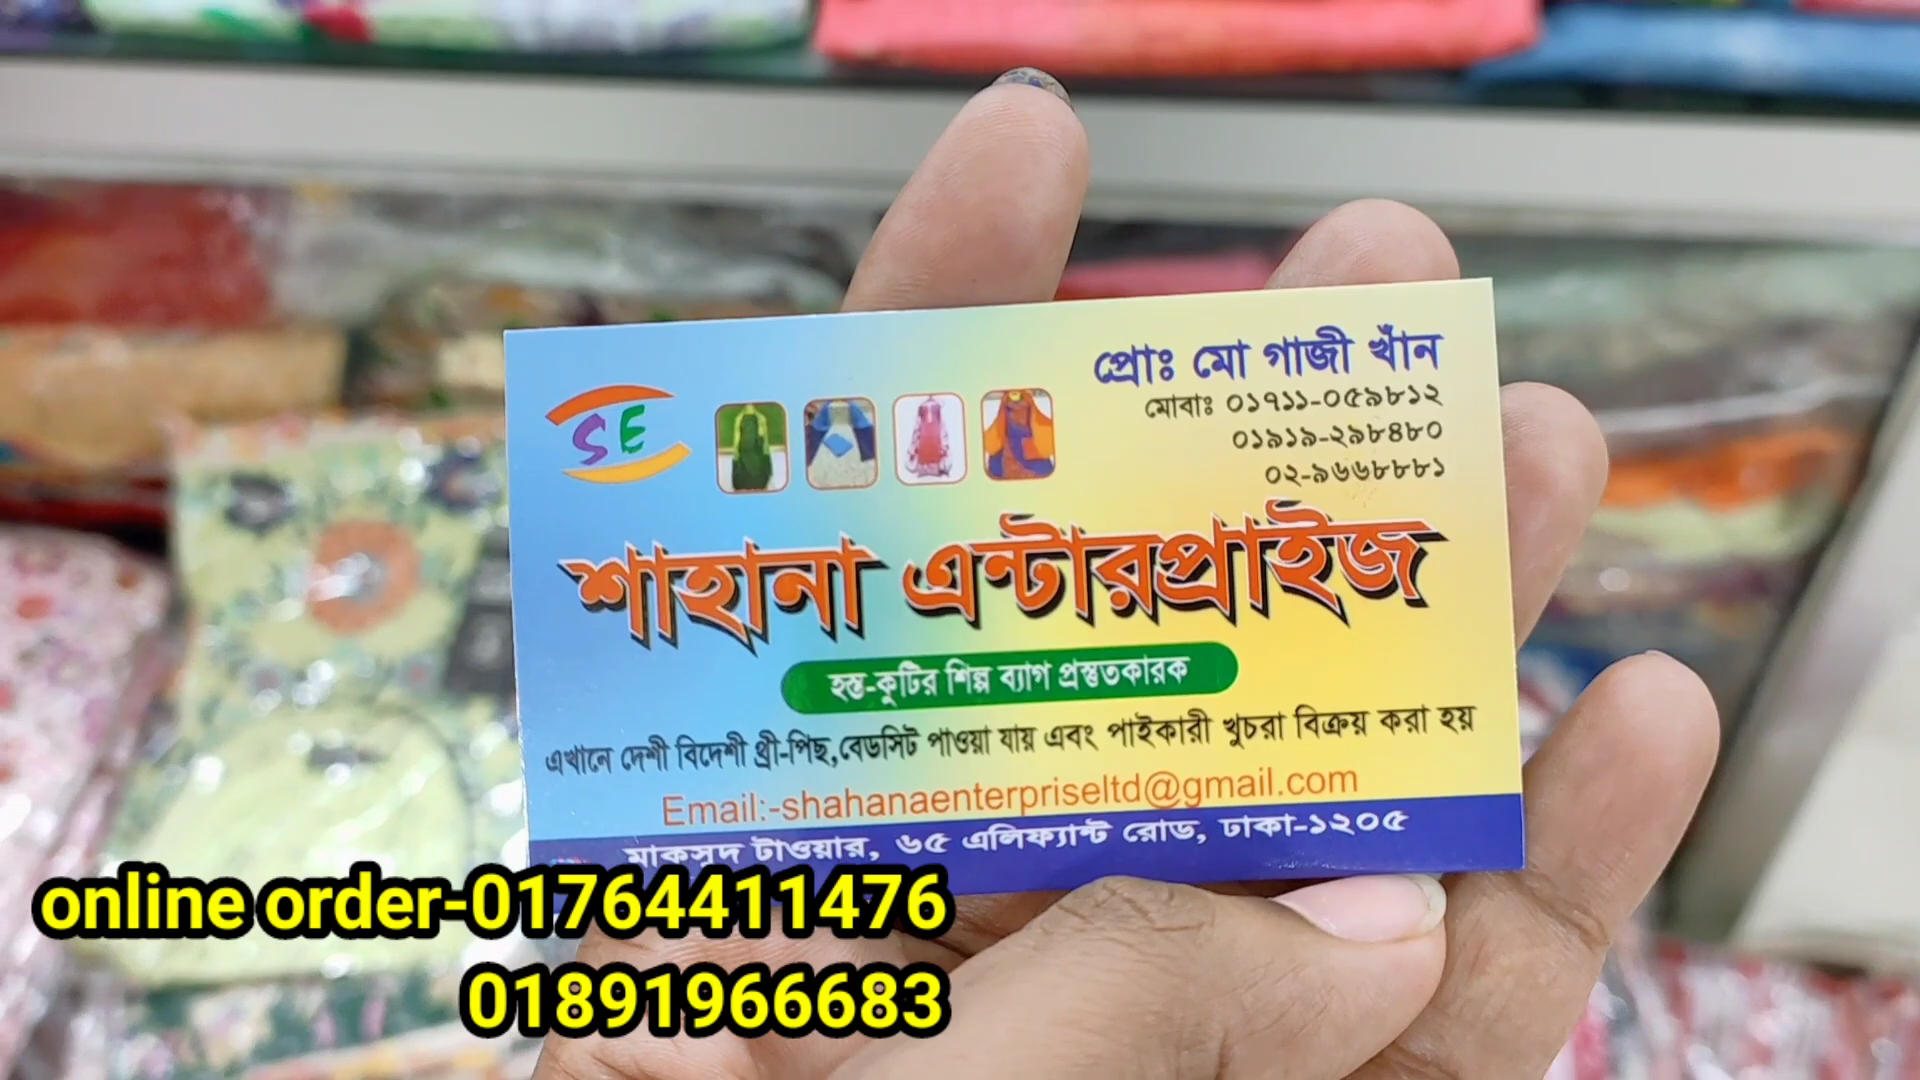 SE
প্রোঃ মো গাজী খাঁন
মোবাঃ ০১৭১১-০৫৯৮১২
০১৯১৯-২৯৮৪৮০
০২-৯৬৬৮৮৮১
শাহানা এন্টারপ্রাইজ
হস্ত-কুটির শিল্প ব্যাগ প্রস্তুতকারক
এখানে দেশী বিদেশী থ্রী-পিছ,বেডসিট পাওয়া যায় এবং পাইকারী খুচরা বিক্রয় করা হয়
Email:-shahanaenterpriseltd@gmail.com
মাকসুদ টাওয়ার, ৬৫ এলিফ্যান্ট রোড, ঢাকা-১২০৫
online order-01764411476
01891966683